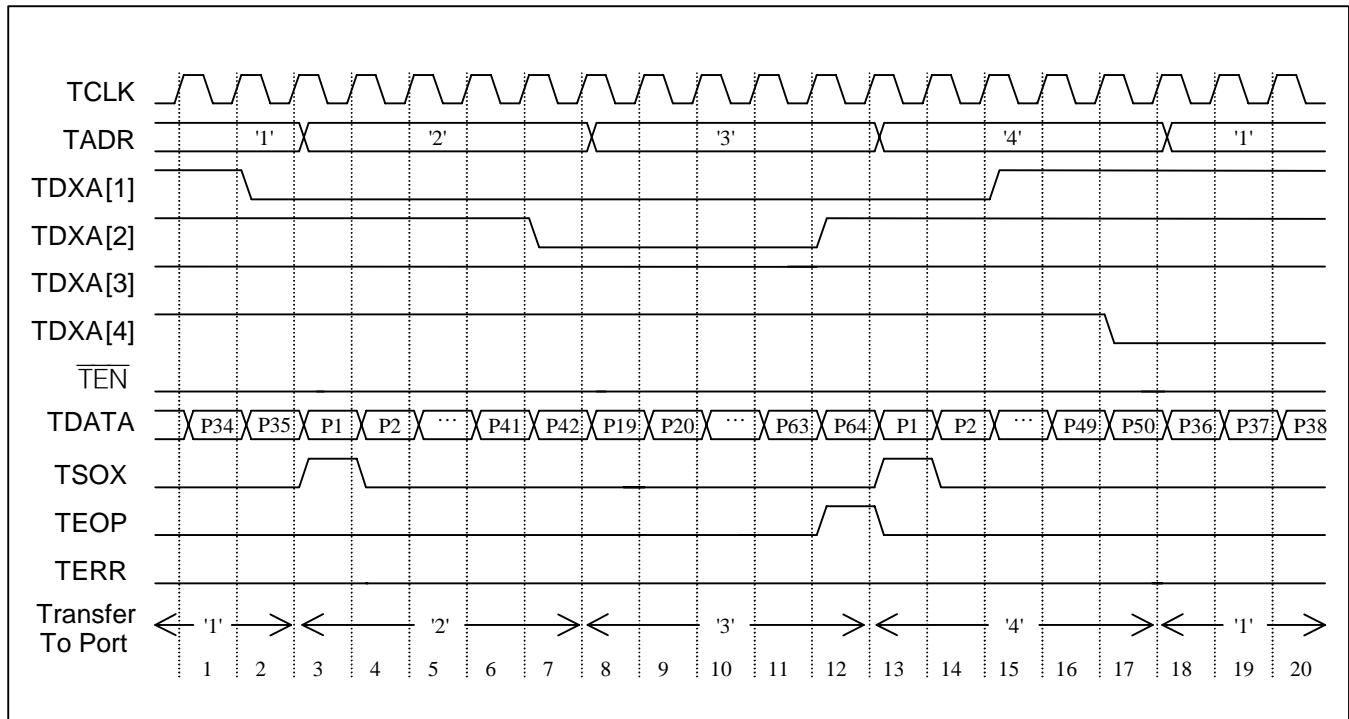 TCLK
TADR '1' '2' '3' '4' '1'
TDXA[1]
TDXA[2]
TDXA[3]
TDXA[4]
TEN
TDATA P34 P35 P1 P2 ... P41 P42 P19 P20 ... P63 P64 P1 P2 ... P49 P50 P36 P37 P38
TSOX
TEOP
TERR
Transfer
To Port '1' '2' '3' '4' '1'
1 2 3 4 5 6 7 8 9 10 11 12 13 14 15 16 17 18 19 20